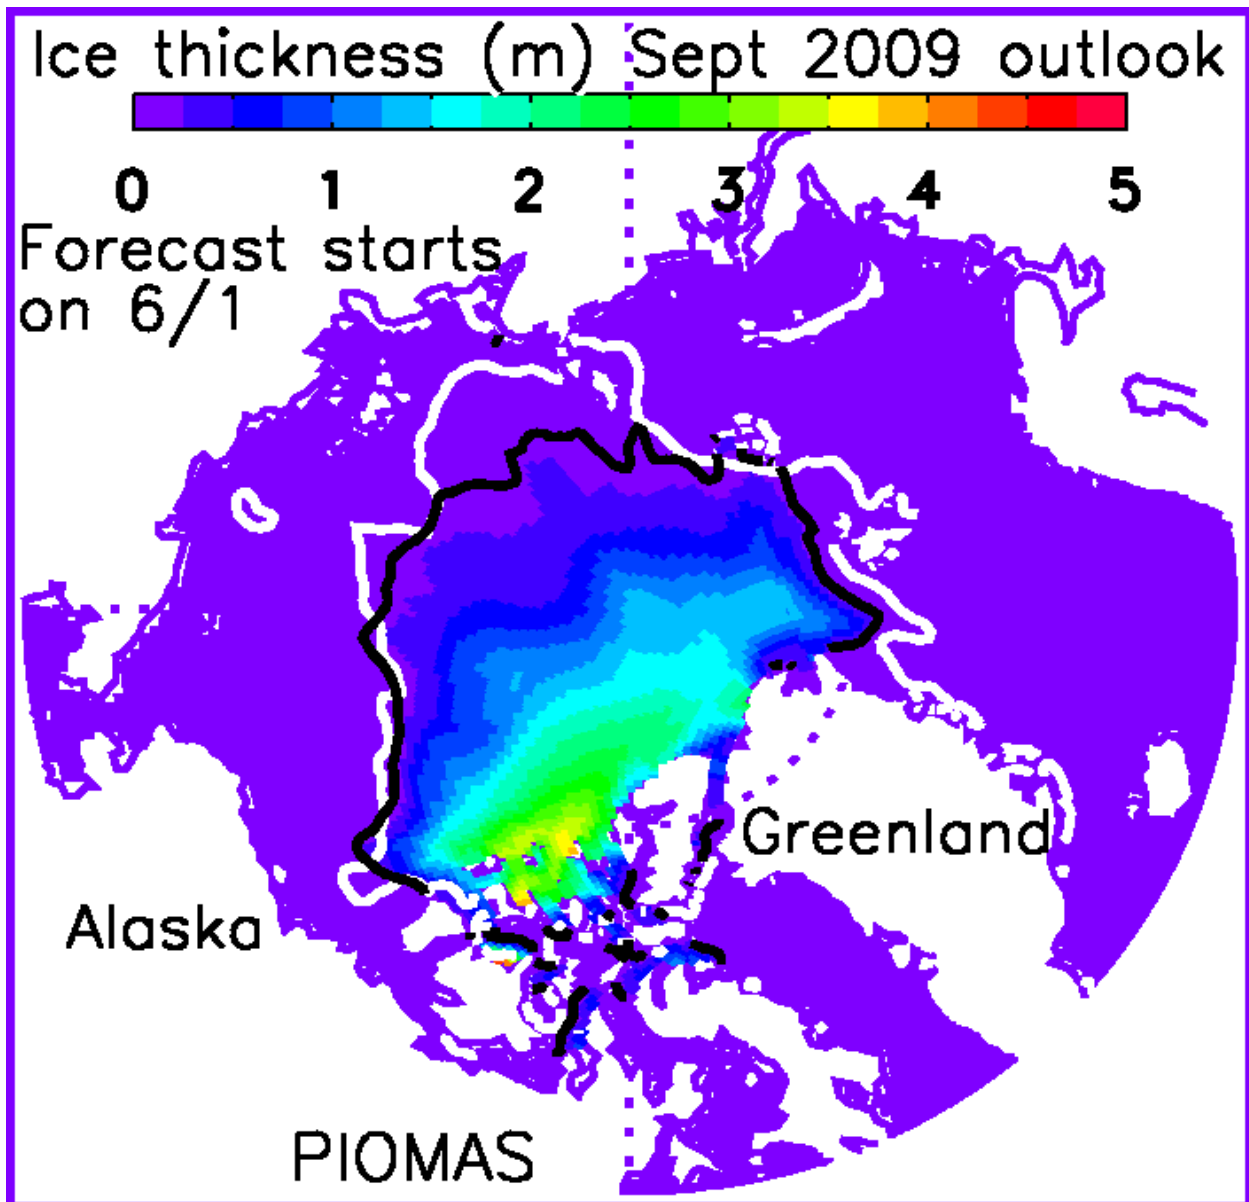 Ice thickness (m) Sept 2009 outlook
0 1 2 3 4 5
Forecast starts
on 6/1
Greenland
Alaska
PIOMAS